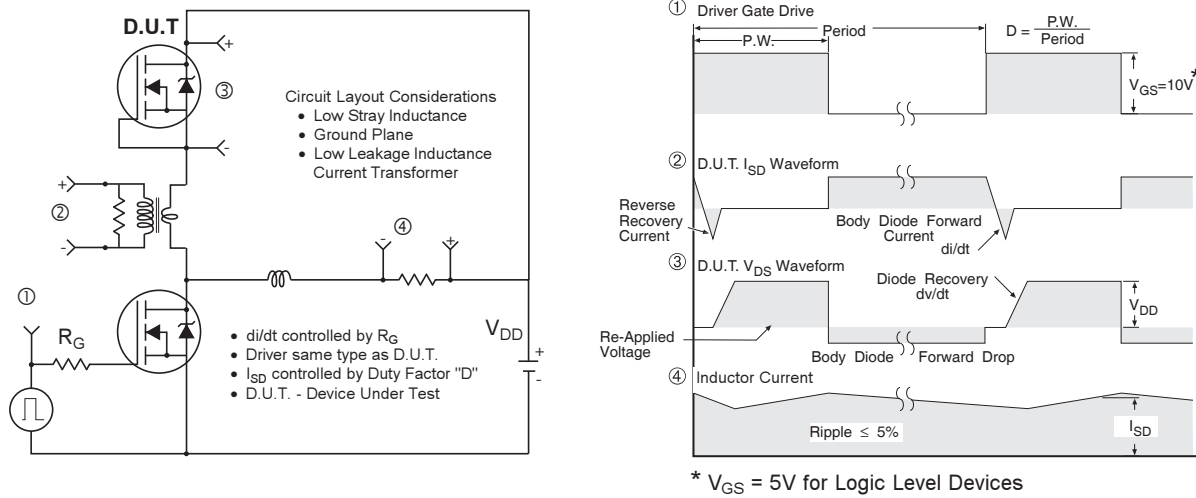 D.U.T
+
③
-
Circuit Layout Considerations
• Low Stray Inductance
• Ground Plane
• Low Leakage Inductance
Current Transformer
+
②
-
④
-
+
①
R_G
V_DD
+
-
• di/dt controlled by R_G
• Driver same type as D.U.T.
• I_SD controlled by Duty Factor "D"
• D.U.T. - Device Under Test
① Driver Gate Drive
P.W.
Period
D = P.W. / Period
V_GS=10V *
② D.U.T. I_SD Waveform
Reverse
Recovery
Current
Body Diode Forward
Current
di/dt
③ D.U.T. V_DS Waveform
Diode Recovery
dv/dt
V_DD
Re-Applied
Voltage
Body Diode Forward Drop
④ Inductor Current
Ripple ≤ 5%
I_SD
* V_GS = 5V for Logic Level Devices